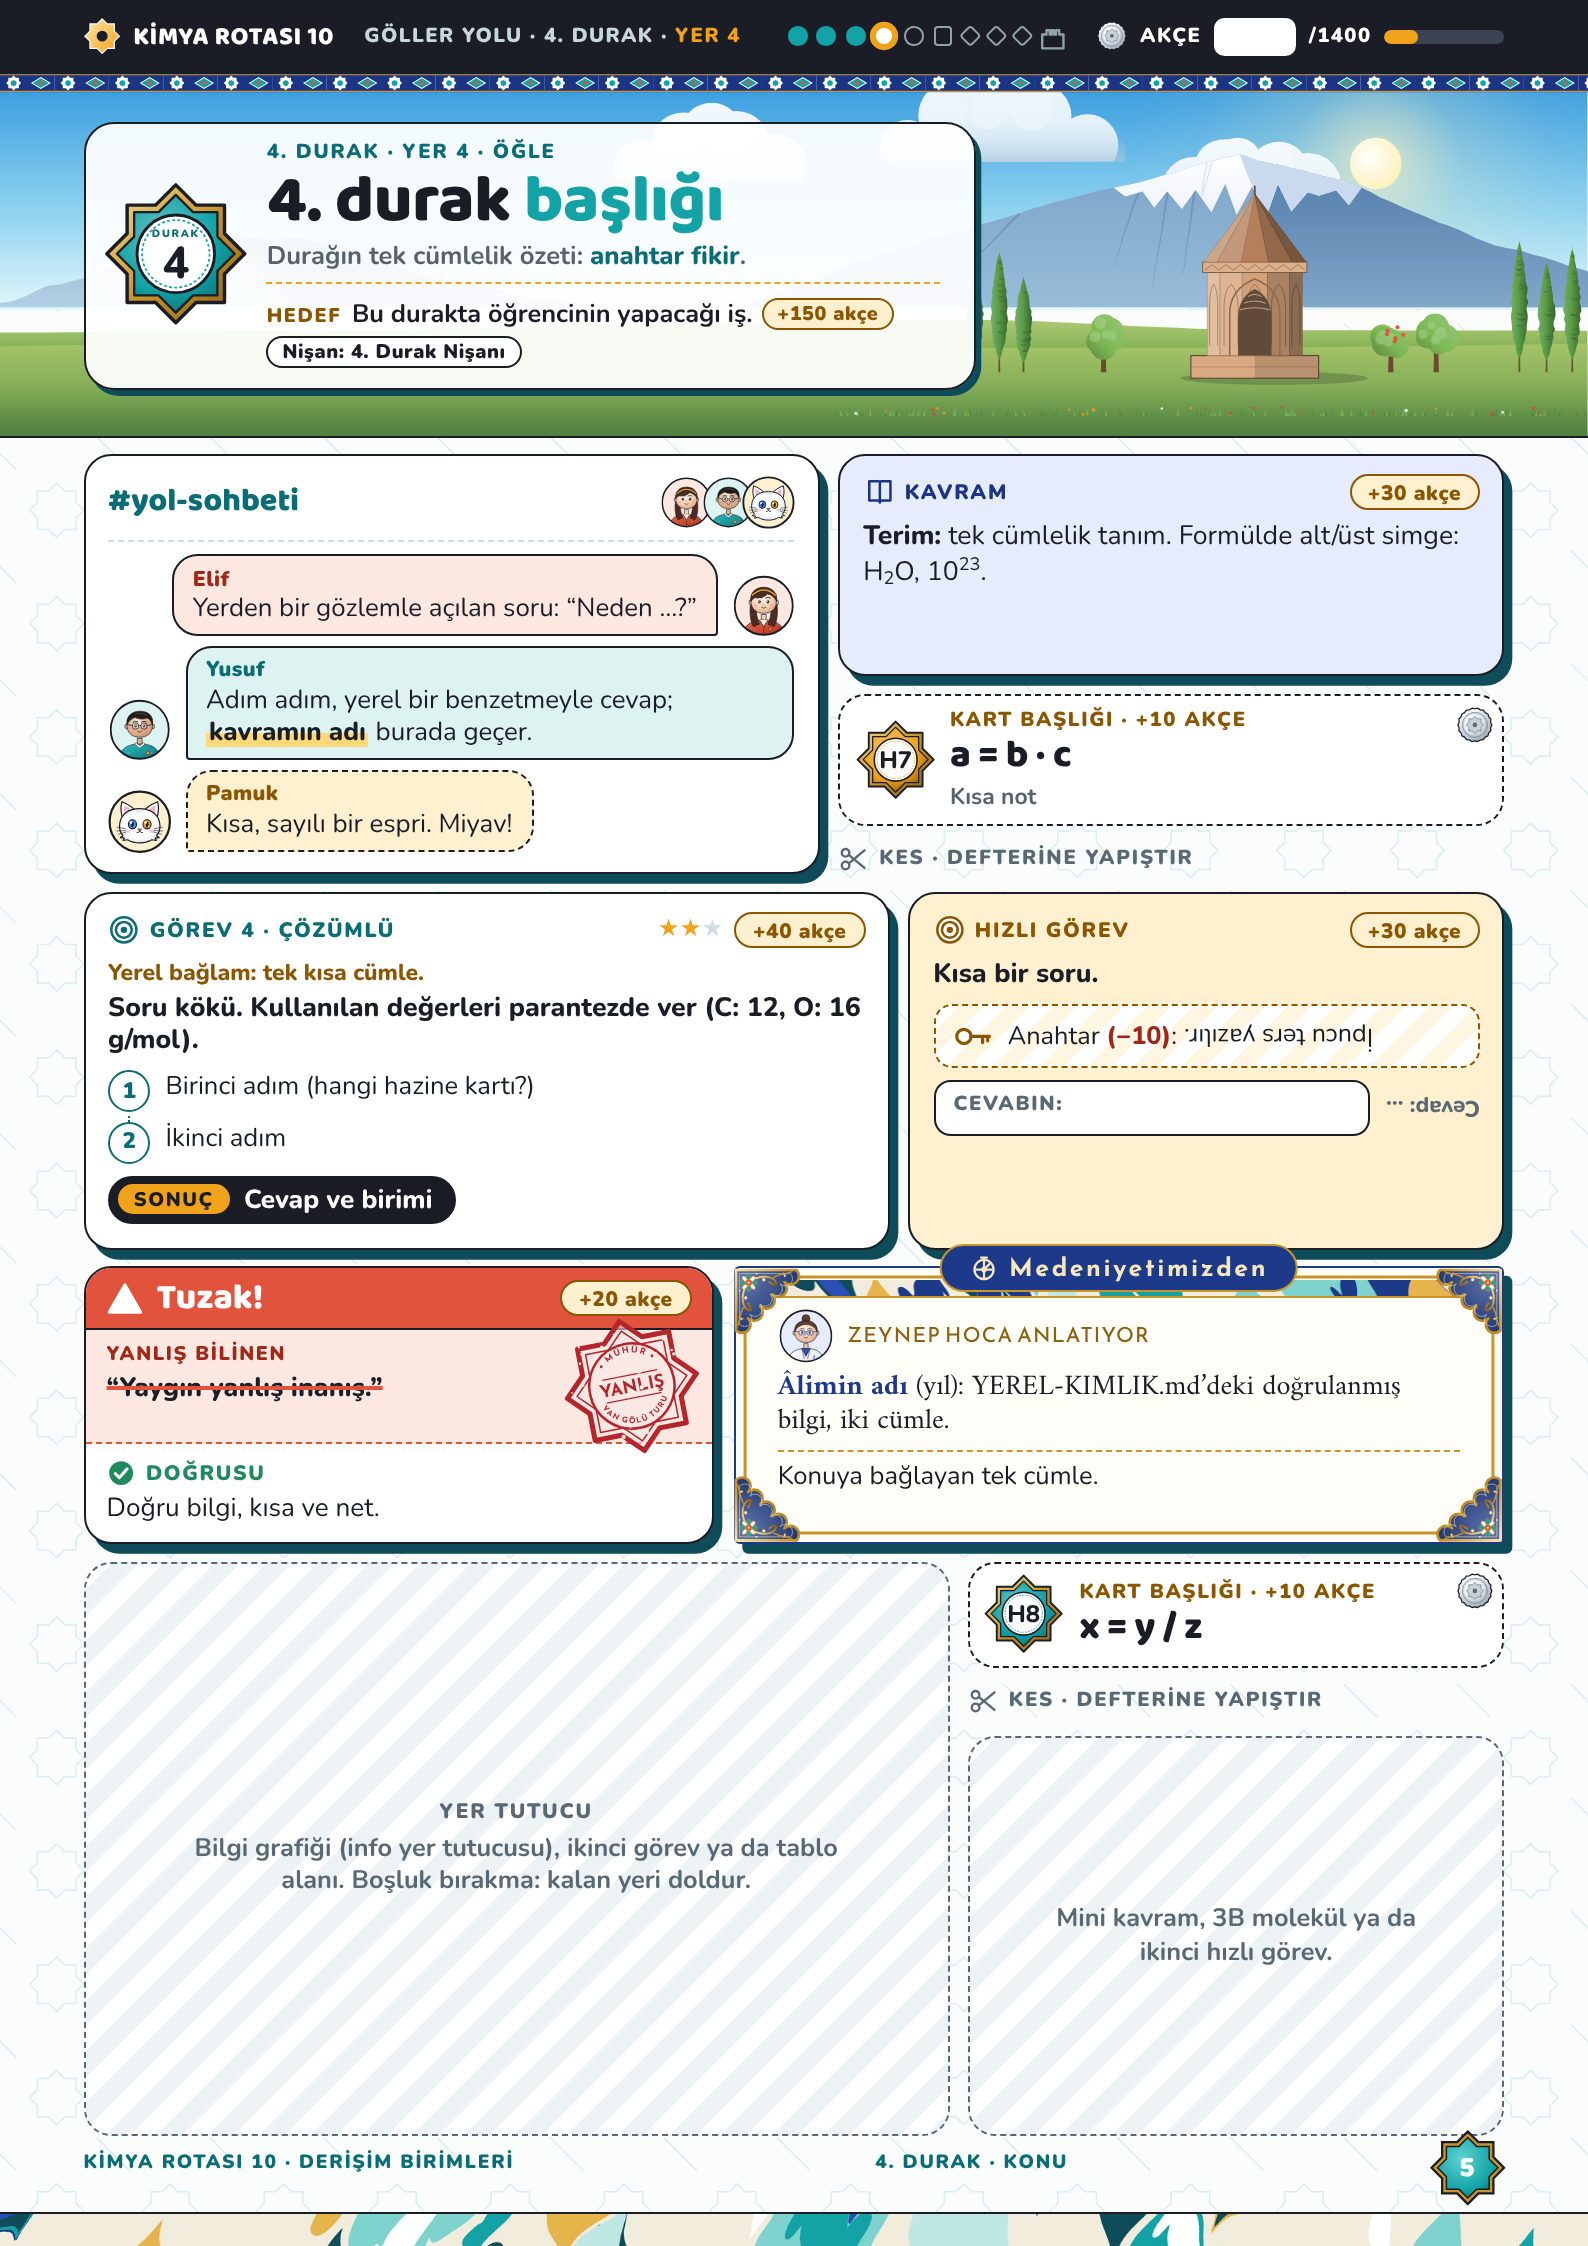 KİMYA ROTASI 10 GÖLLER YOLU · 4. DURAK · YER 4 AKÇE /1400
4. DURAK · YER 4 · ÖĞLE
4. durak başlığı
DURAK
4
Durağın tek cümlelik özeti: anahtar fikir.
HEDEF Bu durakta öğrencinin yapacağı iş. +150 akçe
Nişan: 4. Durak Nişanı
#yol-sohbeti
Elif
Yerden bir gözlemle açılan soru: “Neden ...?”
Yusuf
Adım adım, yerel bir benzetmeyle cevap;
kavramın adı burada geçer.
Pamuk
Kısa, sayılı bir espri. Miyav!
KAVRAM +30 akçe
Terim: tek cümlelik tanım. Formülde alt/üst simge:
H₂O, 10²³.
H7
KART BAŞLIĞI · +10 AKÇE
a = b · c
Kısa not
KES · DEFTERİNE YAPIŞTIR
GÖREV 4 · ÇÖZÜMLÜ ★★★ +40 akçe
Yerel bağlam: tek kısa cümle.
Soru kökü. Kullanılan değerleri parantezde ver (C: 12, O: 16
g/mol).
1 Birinci adım (hangi hazine kartı?)
2 İkinci adım
SONUÇ Cevap ve birimi
HIZLI GÖREV +30 akçe
Kısa bir soru.
Anahtar (−10): İpucu ters yazılır.
CEVABIN: Cevap: ...
Tuzak! +20 akçe
YANLIŞ BİLİNEN
“Yaygın yanlış inanış.”
MÜHÜR
YANLIŞ
VAN GÖLÜ TURU
DOĞRUSU
Doğru bilgi, kısa ve net.
Medeniyetimizden
ZEYNEP HOCA ANLATIYOR
Âlimin adı (yıl): YEREL-KIMLIK.md’deki doğrulanmış
bilgi, iki cümle.
Konuya bağlayan tek cümle.
YER TUTUCU
Bilgi grafiği (info yer tutucusu), ikinci görev ya da tablo
alanı. Boşluk bırakma: kalan yeri doldur.
H8
KART BAŞLIĞI · +10 AKÇE
x = y / z
KES · DEFTERİNE YAPIŞTIR
Mini kavram, 3B molekül ya da
ikinci hızlı görev.
KİMYA ROTASI 10 · DERİŞİM BİRİMLERİ 4. DURAK · KONU 5